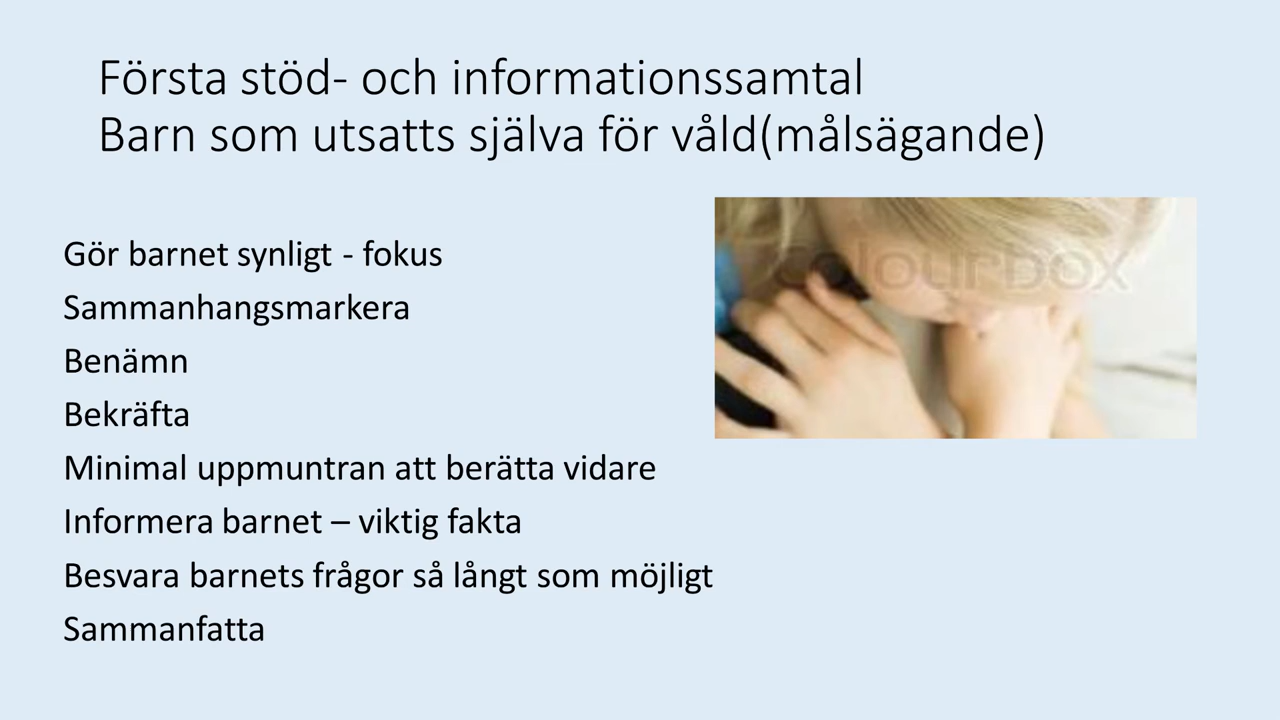 Första stöd- och informationssamtal
Barn som utsatts själva för våld(målsägande)
Gör barnet synligt - fokus
Sammanhangsmarkera
Benämn
Bekräfta
Minimal uppmuntran att berätta vidare
Informera barnet – viktig fakta
Besvara barnets frågor så långt som möjligt
Sammanfatta
colourbox